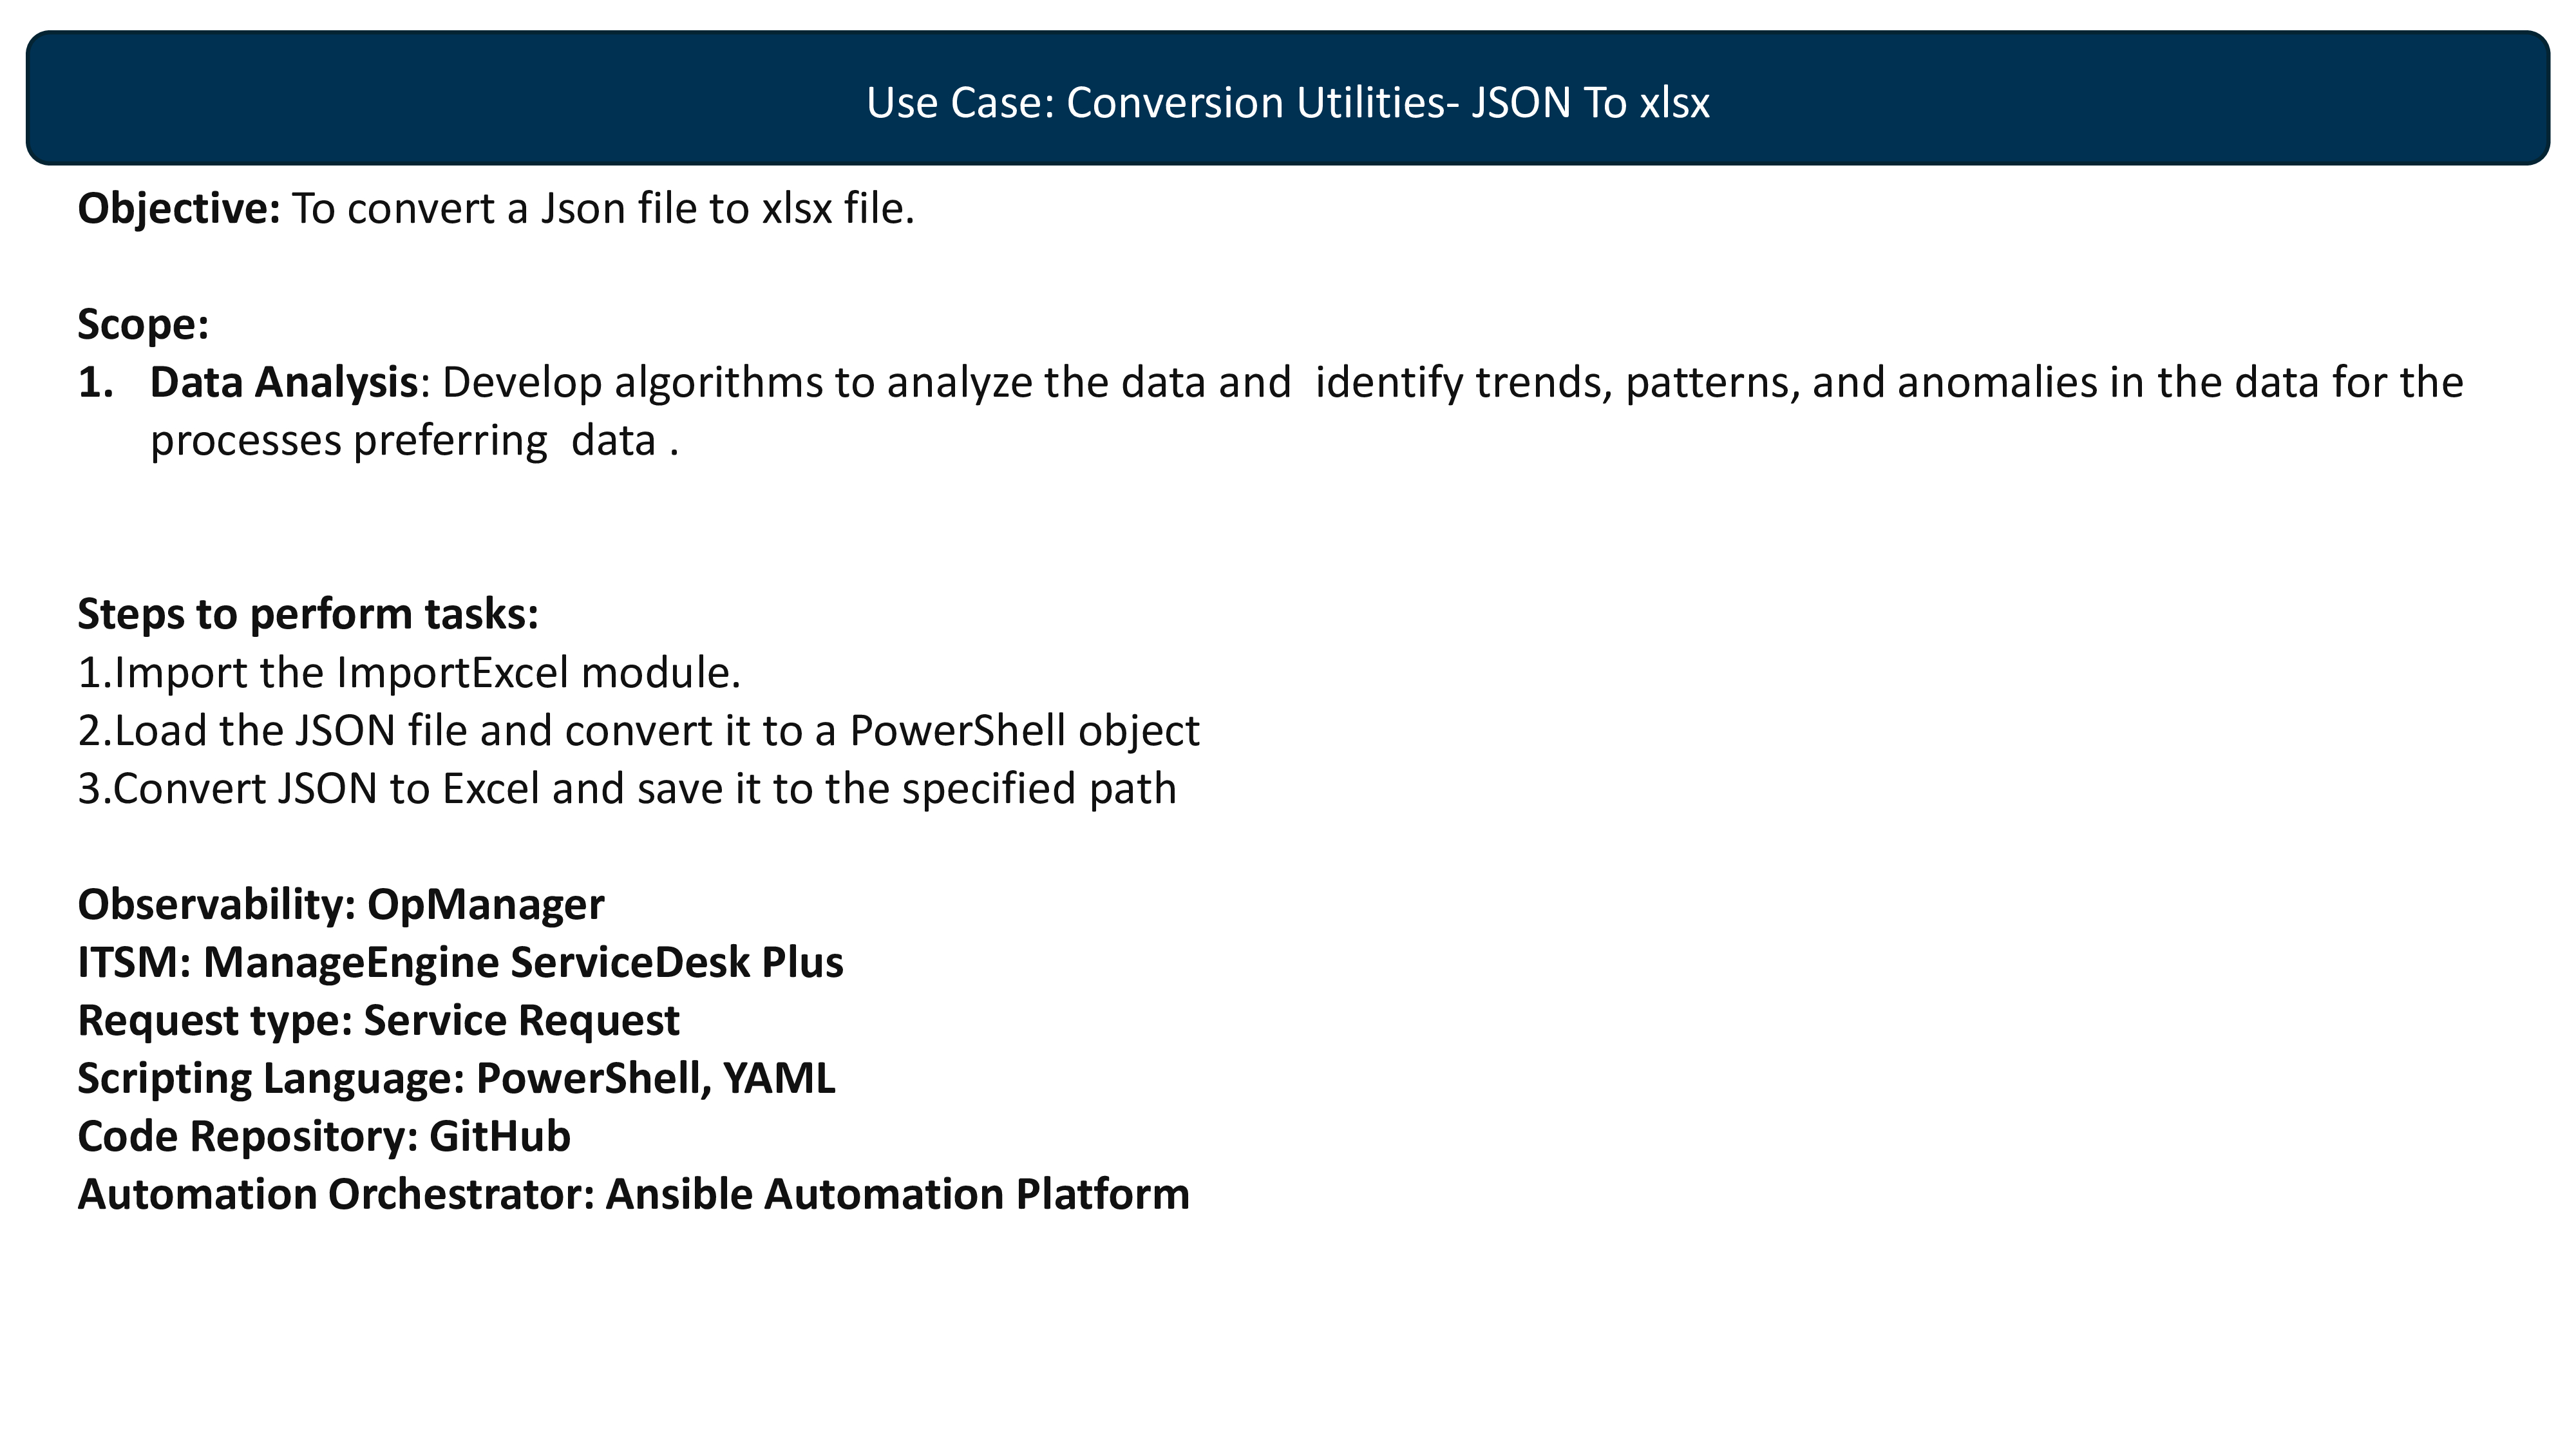 Use Case: Conversion Utilities- JSON To xlsx
Objective: To convert a Json file to xlsx file.
Scope:
1. Data Analysis: Develop algorithms to analyze the data and  identify trends, patterns, and anomalies in the data for the
processes preferring  data .
Steps to perform tasks:
1.Import the ImportExcel module.
2.Load the JSON file and convert it to a PowerShell object
3.Convert JSON to Excel and save it to the specified path
Observability: OpManager
ITSM: ManageEngine ServiceDesk Plus
Request type: Service Request
Scripting Language: PowerShell, YAML
Code Repository: GitHub
Automation Orchestrator: Ansible Automation Platform